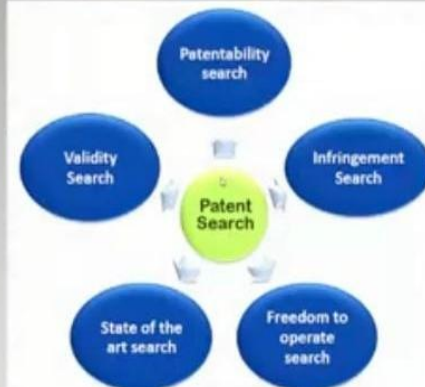 Patentability
search
Validity
Search
Infringement
Search
Patent
Search
State of the
art search
Freedom to
operate
search